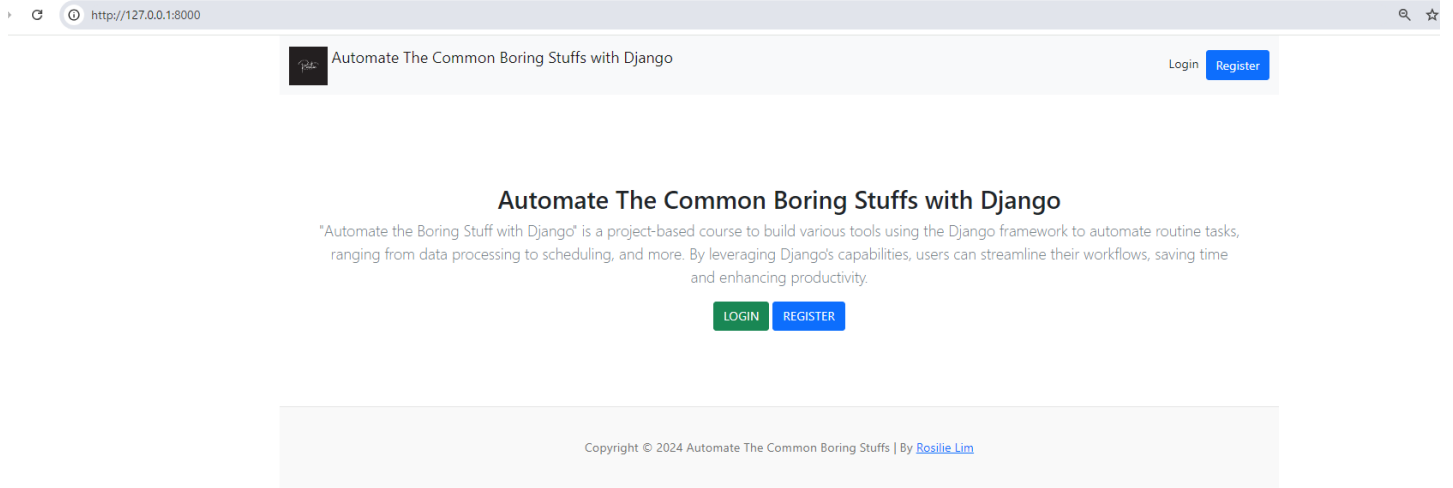 http://127.0.0.1:8000
Automate The Common Boring Stuffs with Django
Login Register
Automate The Common Boring Stuffs with Django
"Automate the Boring Stuff with Django" is a project-based course to build various tools using the Django framework to automate routine tasks,
ranging from data processing to scheduling, and more. By leveraging Django's capabilities, users can streamline their workflows, saving time
and enhancing productivity.
LOGIN REGISTER
Copyright © 2024 Automate The Common Boring Stuffs | By Rosilie Lim